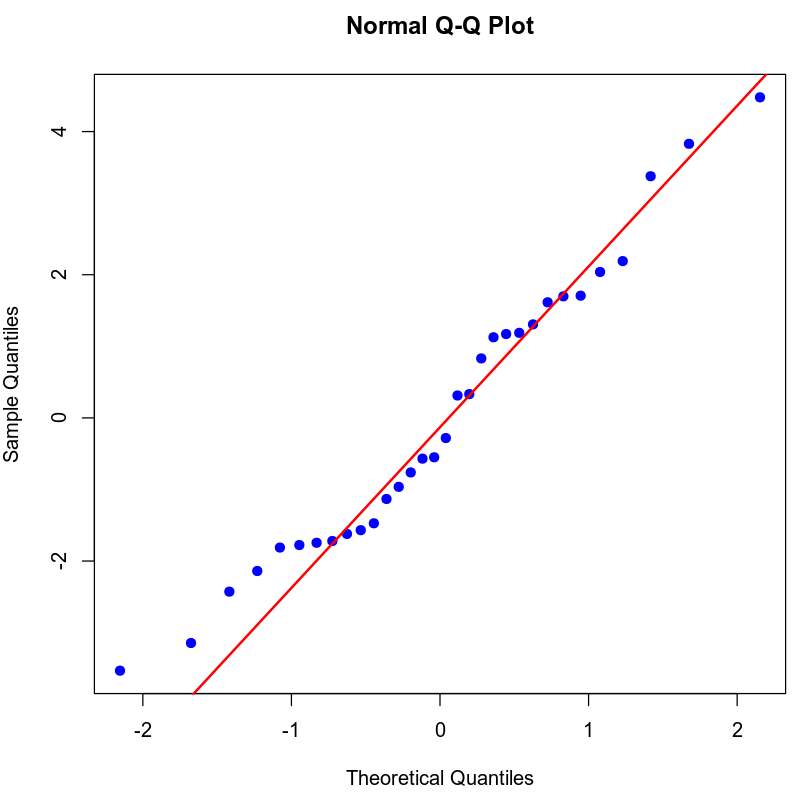 Normal Q-Q Plot
Sample Quantiles
4
2
0
-2
-2 -1 0 1 2
Theoretical Quantiles